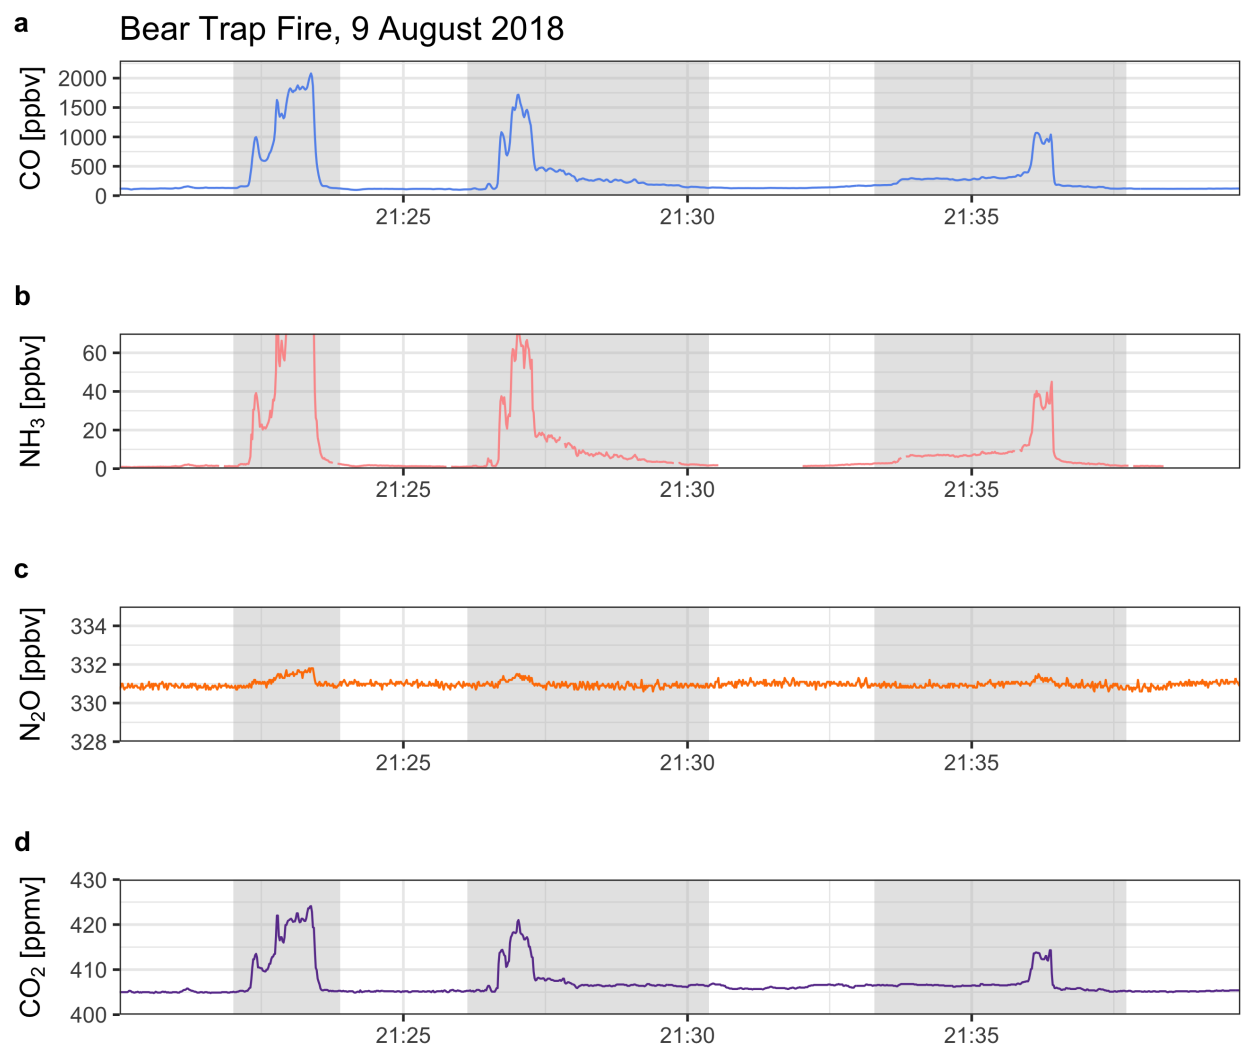 a
Bear Trap Fire, 9 August 2018
CO [ppbv]
2000
1500
1000
500
0
21:25 21:30 21:35
b
NH₃ [ppbv]
60
40
20
0
21:25 21:30 21:35
c
N₂O [ppbv]
334
332
330
328
21:25 21:30 21:35
d
CO₂ [ppmv]
430
420
410
400
21:25 21:30 21:35